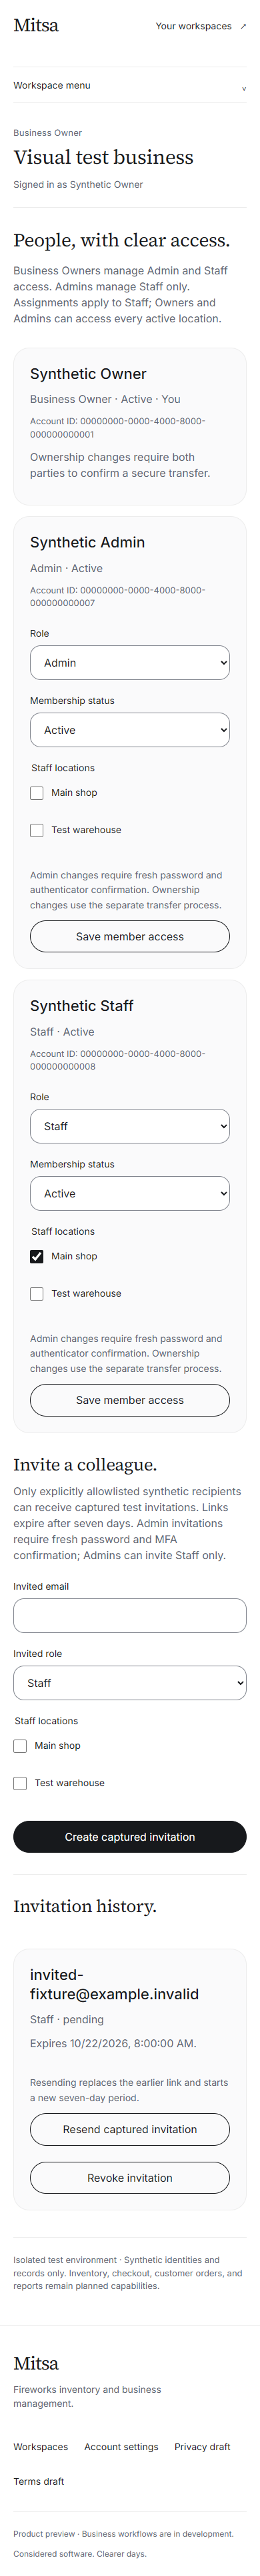 Mitsa
Your workspaces ↗
Workspace menu
Business Owner
Visual test business
Signed in as Synthetic Owner
People, with clear access.
Business Owners manage Admin and Staff
access. Admins manage Staff only.
Assignments apply to Staff; Owners and
Admins can access every active location.
Synthetic Owner
Business Owner · Active · You
Account ID: 00000000-0000-4000-8000-
000000000001
Ownership changes require both
parties to confirm a secure transfer.
Synthetic Admin
Admin · Active
Account ID: 00000000-0000-4000-8000-
000000000007
Role
Admin
Membership status
Active
Staff locations
Main shop
Test warehouse
Admin changes require fresh password and
authenticator confirmation. Ownership
changes use the separate transfer process.
Save member access
Synthetic Staff
Staff · Active
Account ID: 00000000-0000-4000-8000-
000000000008
Role
Staff
Membership status
Active
Staff locations
Main shop
Test warehouse
Admin changes require fresh password and
authenticator confirmation. Ownership
changes use the separate transfer process.
Save member access
Invite a colleague.
Only explicitly allowlisted synthetic recipients
can receive captured test invitations. Links
expire after seven days. Admin invitations
require fresh password and MFA
confirmation; Admins can invite Staff only.
Invited email
Invited role
Staff
Staff locations
Main shop
Test warehouse
Create captured invitation
Invitation history.
invited-
fixture@example.invalid
Staff · pending
Expires 10/22/2026, 8:00:00 AM.
Resending replaces the earlier link and starts
a new seven-day period.
Resend captured invitation
Revoke invitation
Isolated test environment · Synthetic identities and
records only. Inventory, checkout, customer orders, and
reports remain planned capabilities.
Mitsa
Fireworks inventory and business
management.
Workspaces Account settings Privacy draft
Terms draft
Product preview · Business workflows are in development.
Considered software. Clearer days.